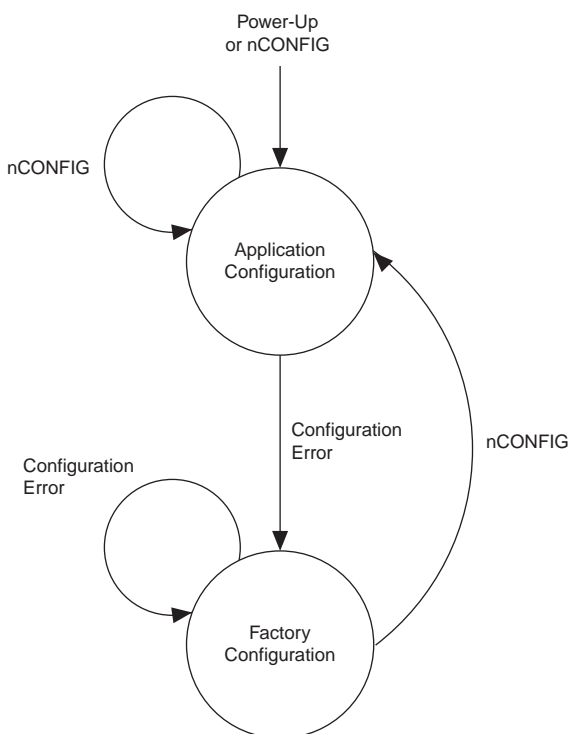 Power-Up
or nCONFIG
nCONFIG
Application
Configuration
Configuration
Error
nCONFIG
Configuration
Error
Factory
Configuration